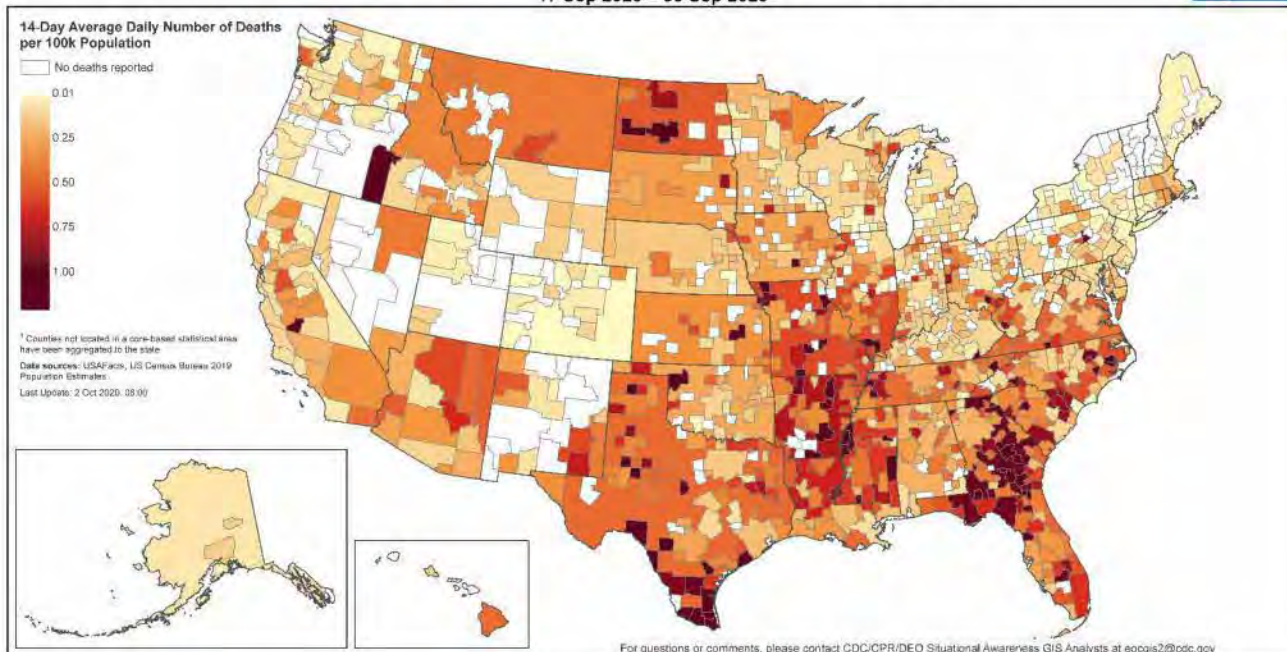 14-Day Average Daily Number of Deaths
per 100k Population
No deaths reported
0.01
0.25
0.50
0.75
1.00
¹ Counties not located in a core-based statistical area
have been aggregated to the state
Data sources: USAFacts, US Census Bureau 2019
Population Estimates
Last Update: 2 Oct 2020, 08:00
For questions or comments, please contact CDC/CPR/DEO Situational Awareness GIS Analysts at eocgis2@cdc.gov